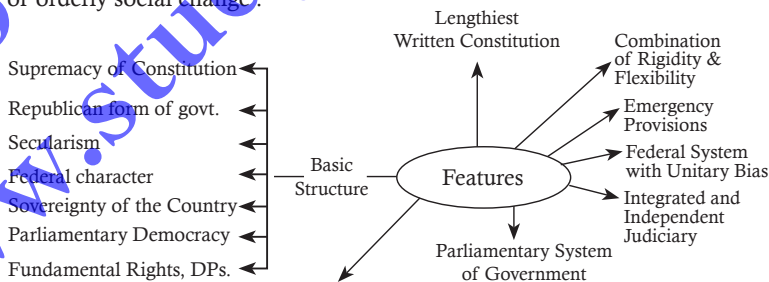 of orderly social change'.
Lengthiest
Written Constitution
Combination
of Rigidity &
Flexibility
Emergency
Provisions
Federal System
with Unitary Bias
Integrated and
Independent
Judiciary
Parliamentary System
of Government
Features
Basic
Structure
Supremacy of Constitution
Republican form of govt.
Secularism
Federal character
Sovereignty of the Country
Parliamentary Democracy
Fundamental Rights, DPs.
www.stu